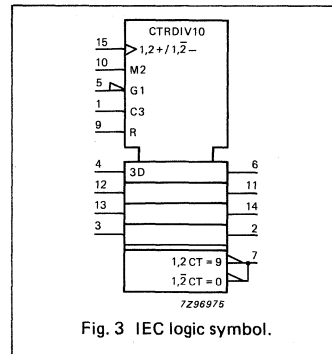 CTRDIV10
15 1,2+/1,2̅−
10 M2
5 G1
1 C3
9 R
4 3D 6
12 11
13 14
3 2
1,2 CT = 9 7
1,2̅ CT = 0
7Z96975
Fig. 3 IEC logic symbol.